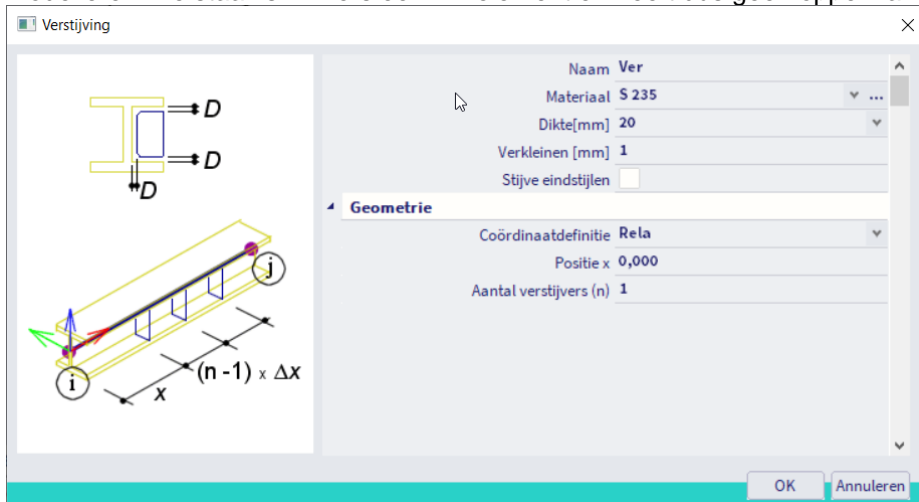 Verstijving
D
D
D
j
i
x
(n -1) x Δx
Naam Ver
Materiaal S 235 ...
Dikte[mm] 20
Verkleinen [mm] 1
Stijve eindstijlen
Geometrie
Coördinaatdefinitie Rela
Positie x 0,000
Aantal verstijvers (n) 1
OK Annuleren